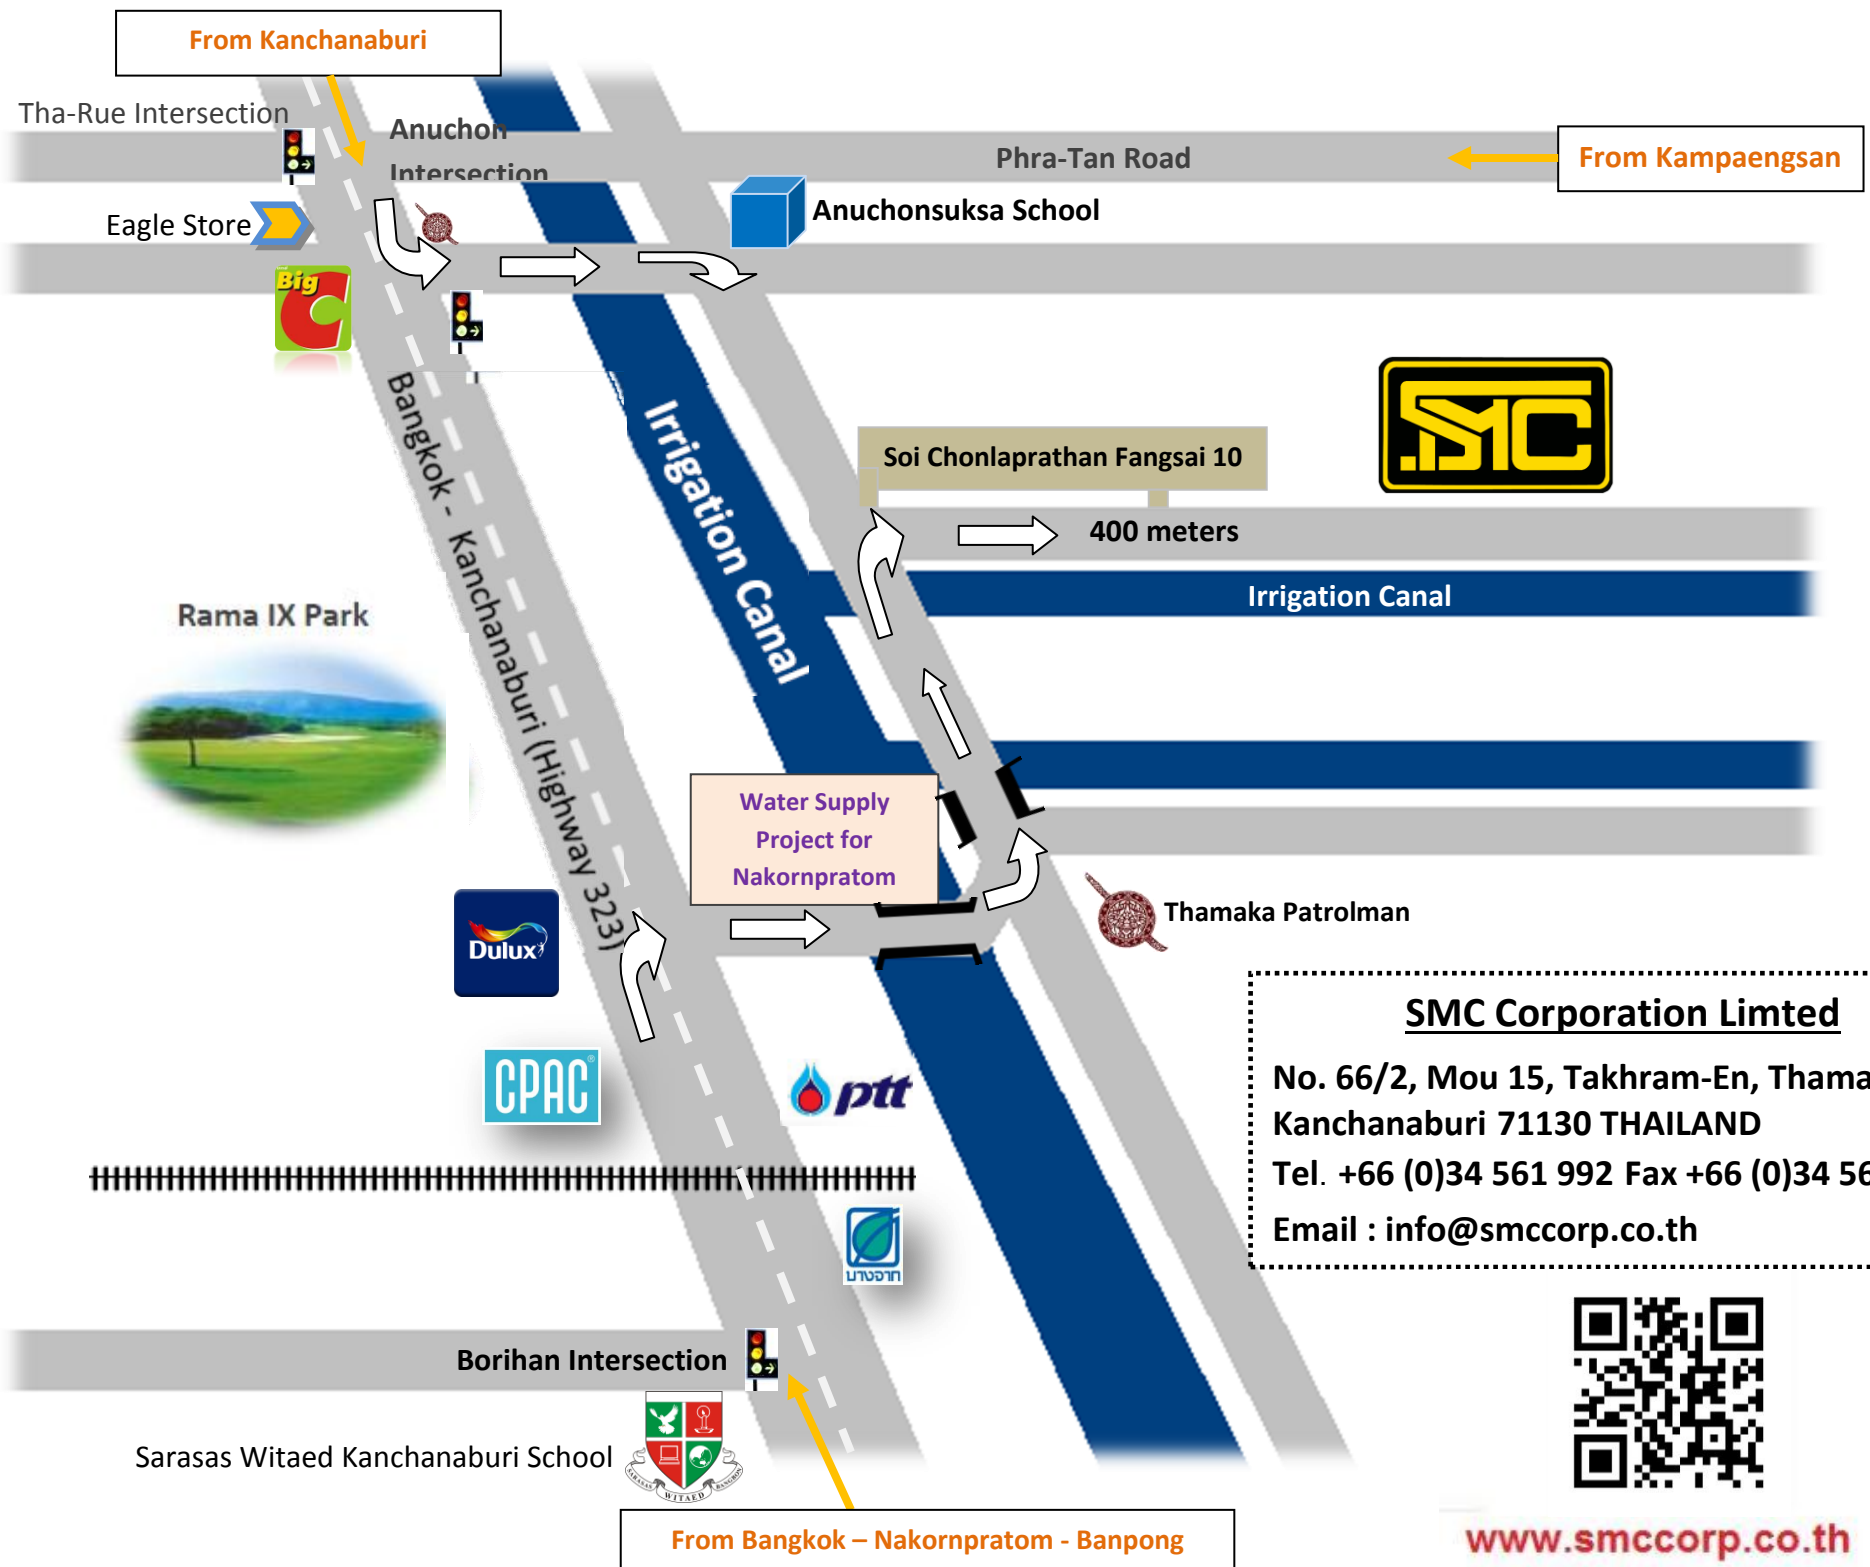 From Kanchanaburi
Tha-Rue Intersection
Anuchon
Intersection
Phra-Tan Road
From Kampaengsan
Eagle Store
Anuchonsuksa School
Big
C
Bangkok - Kanchanaburi (Highway 323)
Irrigation Canal
Soi Chonlaprathan Fangsai 10
SMC
400 meters
Irrigation Canal
Rama IX Park
Water Supply
Project for
Nakornpratom
Dulux
Thamaka Patrolman
CPAC
ptt
SMC Corporation Limted
No. 66/2, Mou 15, Takhram-En, Thama
Kanchanaburi 71130 THAILAND
Tel. +66 (0)34 561 992 Fax +66 (0)34 56
Email : info@smccorp.co.th
บางจาก
Borihan Intersection
Sarasas Witaed Kanchanaburi School
SARASAS WITAED BANGBON
From Bangkok – Nakornpratom - Banpong
www.smccorp.co.th